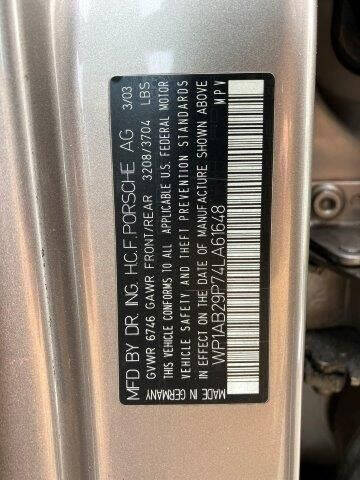 MFD BY DR. ING. H.C.F. PORSCHE AG 3/03
GVWR 6746 GAWR FRONT/REAR 3208/3704 LBS
THIS VEHICLE CONFORMS TO ALL APPLICABLE U.S. FEDERAL MOTOR
VEHICLE SAFETY AND THEFT PREVENTION STANDARDS
IN EFFECT ON THE DATE OF MANUFACTURE SHOWN ABOVE
WP1AB29P74LA61648 MPV
MADE IN GERMANY